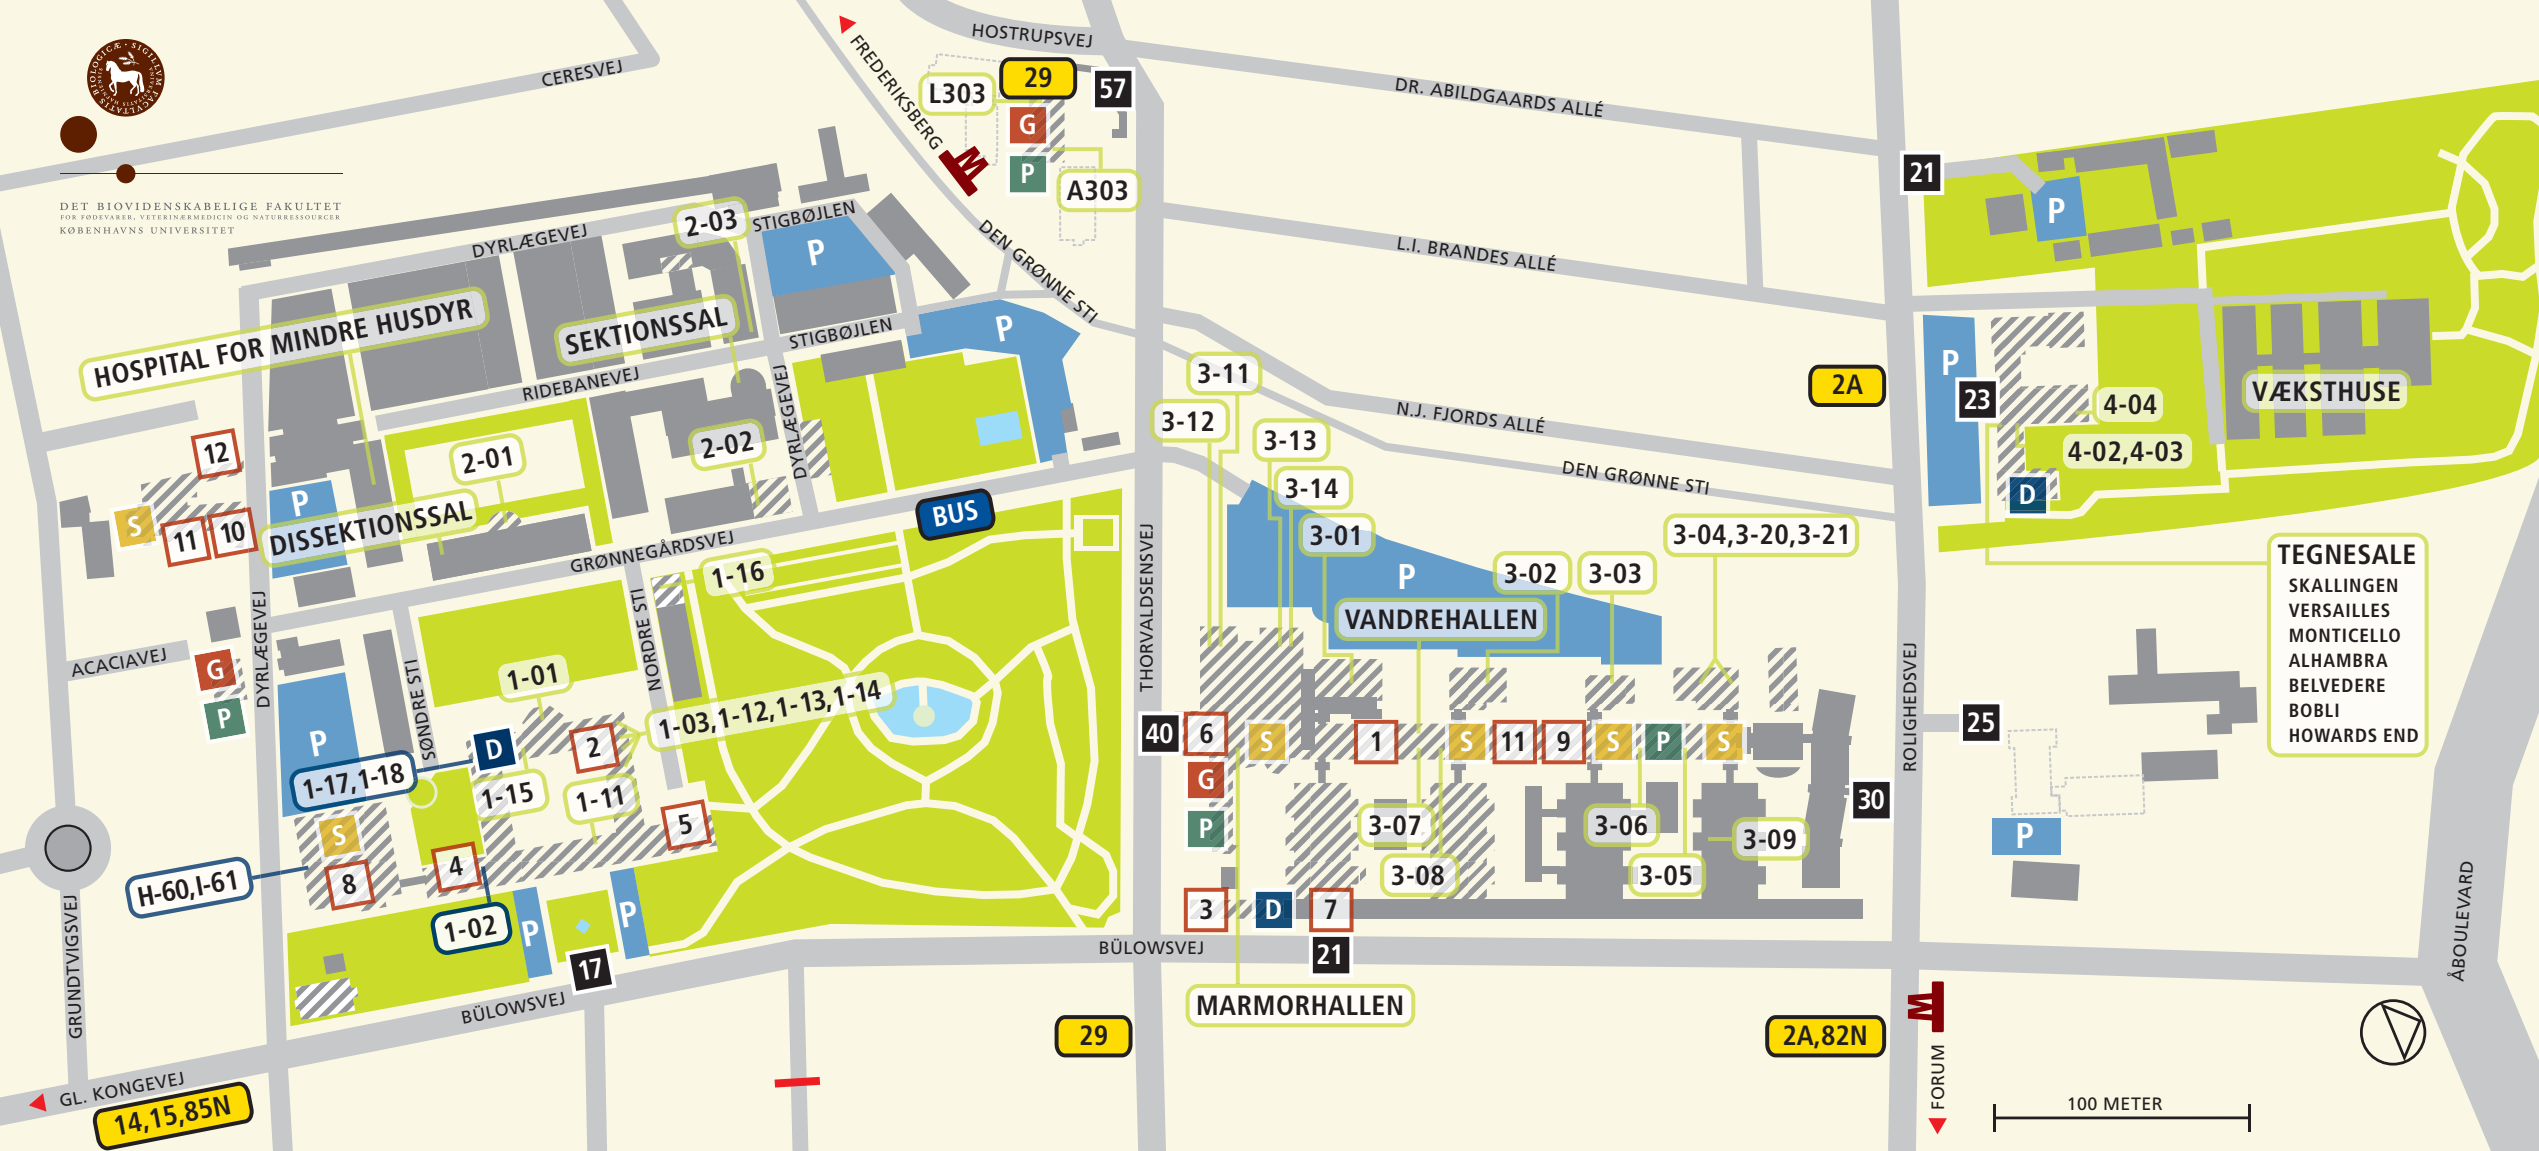 SIGILLVM FACVLTATIS BIOLOGICÆ
DET BIOVIDENSKABELIGE FAKULTET
FOR FØDEVARER, VETERINÆRMEDICIN OG NATURRESSOURCER
KØBENHAVNS UNIVERSITET
CERESVEJ
HOSTRUPSVEJ
FREDERIKSBERG
M
L303
29
57
G
P
A303
DR. ABILDGAARDS ALLÉ
21
P
DYRLÆGEVEJ
2-03
STIGBØJLEN
P
DEN GRØNNE STI
L.I. BRANDES ALLÉ
HOSPITAL FOR MINDRE HUSDYR
SEKTIONSSAL
STIGBØJLEN
P
RIDEBANEVEJ
DYRLÆGEVEJ
3-11
3-12
3-13
3-14
N.J. FJORDS ALLÉ
DEN GRØNNE STI
2A
P
23
4-04
4-02,4-03
VÆKSTHUSE
D
12
S
11
10
P
2-01
2-02
DISSEKTIONSSAL
GRØNNEGÅRDSVEJ
BUS
THORVALDSENSVEJ
3-01
P
3-02
3-03
3-04,3-20,3-21
VANDREHALLEN
TEGNESALE
SKALLINGEN
VERSAILLES
MONTICELLO
ALHAMBRA
BELVEDERE
BOBLI
HOWARDS END
1-16
NORDRE STI
ACACIAVEJ
G
P
DYRLÆGEVEJ
SØNDRE STI
P
1-01
1-03,1-12,1-13,1-14
D
2
1-17,1-18
1-15
1-11
5
S
8
4
H-60,I-61
1-02
P
P
17
40
6
S
1
S
11
9
S
P
S
G
P
3-07
3-08
3-06
3-05
3-09
30
ROLIGHEDSVEJ
25
P
3
D
7
21
BÜLOWSVEJ
MARMORHALLEN
GRUNDTVIGSVEJ
BÜLOWSVEJ
GL. KONGEVEJ
14,15,85N
29
2A,82N
M
FORUM
ÅBOULEVARD
100 METER